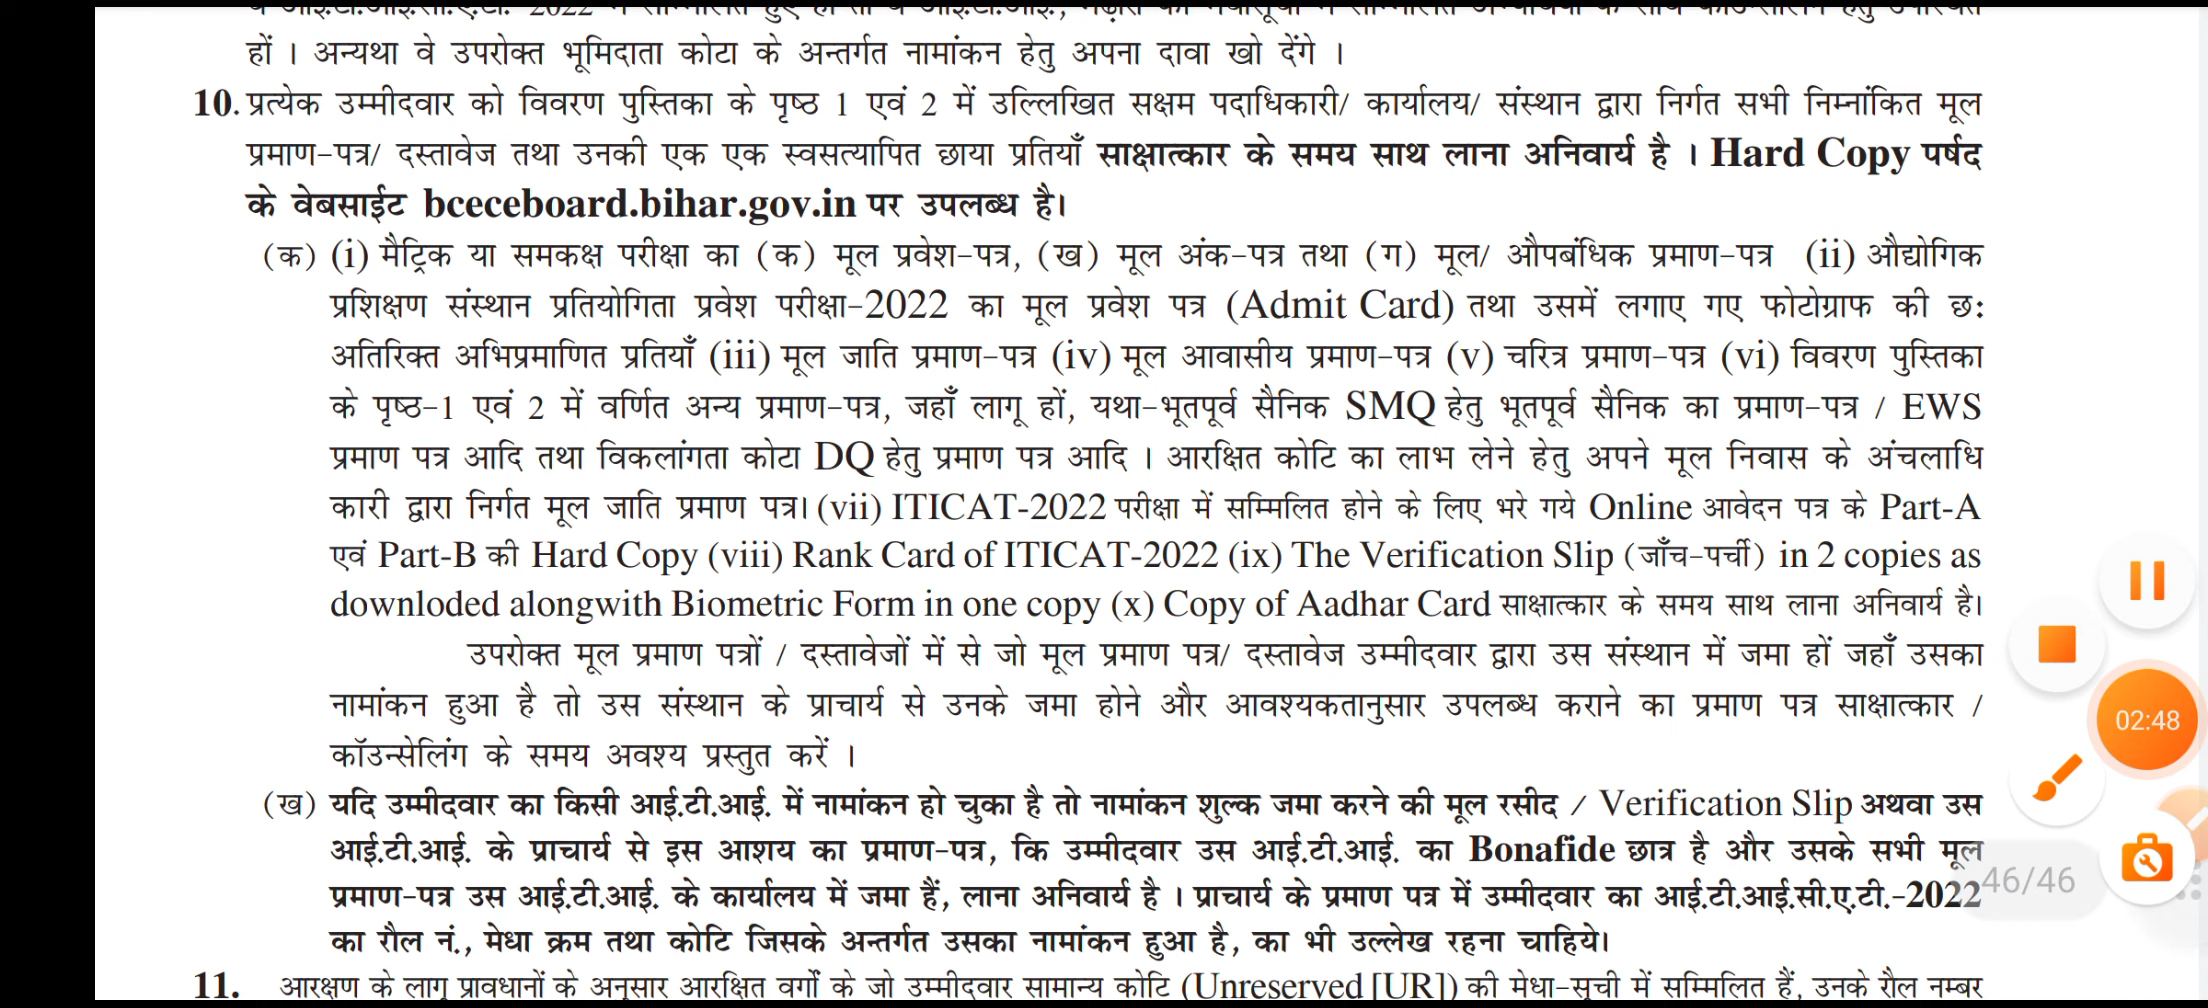 हों । अन्यथा वे उपरोक्त भूमिदाता कोटा के अन्तर्गत नामांकन हेतु अपना दावा खो देंगे ।
10. प्रत्येक उम्मीदवार को विवरण पुस्तिका के पृष्ठ 1 एवं 2 में उल्लिखित सक्षम पदाधिकारी/ कार्यालय/ संस्थान द्वारा निर्गत सभी निम्नांकित मूल
प्रमाण-पत्र/ दस्तावेज तथा उनकी एक एक स्वसत्यापित छाया प्रतियाँ साक्षात्कार के समय साथ लाना अनिवार्य है । Hard Copy पर्षद
के वेबसाईट bceceboard.bihar.gov.in पर उपलब्ध है।
(क) (i) मैट्रिक या समकक्ष परीक्षा का (क) मूल प्रवेश-पत्र, (ख) मूल अंक-पत्र तथा (ग) मूल/ औपबंधिक प्रमाण-पत्र (ii) औद्योगिक
प्रशिक्षण संस्थान प्रतियोगिता प्रवेश परीक्षा-2022 का मूल प्रवेश पत्र (Admit Card) तथा उसमें लगाए गए फोटोग्राफ की छः
अतिरिक्त अभिप्रमाणित प्रतियाँ (iii) मूल जाति प्रमाण-पत्र (iv) मूल आवासीय प्रमाण-पत्र (v) चरित्र प्रमाण-पत्र (vi) विवरण पुस्तिका
के पृष्ठ-1 एवं 2 में वर्णित अन्य प्रमाण-पत्र, जहाँ लागू हों, यथा-भूतपूर्व सैनिक SMQ हेतु भूतपूर्व सैनिक का प्रमाण-पत्र / EWS
प्रमाण पत्र आदि तथा विकलांगता कोटा DQ हेतु प्रमाण पत्र आदि । आरक्षित कोटि का लाभ लेने हेतु अपने मूल निवास के अंचलाधि
कारी द्वारा निर्गत मूल जाति प्रमाण पत्र। (vii) ITICAT-2022 परीक्षा में सम्मिलित होने के लिए भरे गये Online आवेदन पत्र के Part-A
एवं Part-B की Hard Copy (viii) Rank Card of ITICAT-2022 (ix) The Verification Slip (जाँच-पर्ची) in 2 copies as
downloded alongwith Biometric Form in one copy (x) Copy of Aadhar Card साक्षात्कार के समय साथ लाना अनिवार्य है।
उपरोक्त मूल प्रमाण पत्रों / दस्तावेजों में से जो मूल प्रमाण पत्र/ दस्तावेज उम्मीदवार द्वारा उस संस्थान में जमा हों जहाँ उसका
नामांकन हुआ है तो उस संस्थान के प्राचार्य से उनके जमा होने और आवश्यकतानुसार उपलब्ध कराने का प्रमाण पत्र साक्षात्कार /
कॉउन्सेलिंग के समय अवश्य प्रस्तुत करें ।
(ख) यदि उम्मीदवार का किसी आई.टी.आई. में नामांकन हो चुका है तो नामांकन शुल्क जमा करने की मूल रसीद / Verification Slip अथवा उस
आई.टी.आई. के प्राचार्य से इस आशय का प्रमाण-पत्र, कि उम्मीदवार उस आई.टी.आई. का Bonafide छात्र है और उसके सभी मूल
प्रमाण-पत्र उस आई.टी.आई. के कार्यालय में जमा हैं, लाना अनिवार्य है । प्राचार्य के प्रमाण पत्र में उम्मीदवार का आई.टी.आई.सी.ए.टी.-2022
का रौल नं., मेधा क्रम तथा कोटि जिसके अन्तर्गत उसका नामांकन हुआ है, का भी उल्लेख रहना चाहिये।
11. आरक्षण के लागू प्रावधानों के अनुसार आरक्षित वर्गों के जो उम्मीदवार सामान्य कोटि (Unreserved [UR]) की मेधा-सूची में सम्मिलित हैं, उनके रौल नम्बर
02:48
46/46